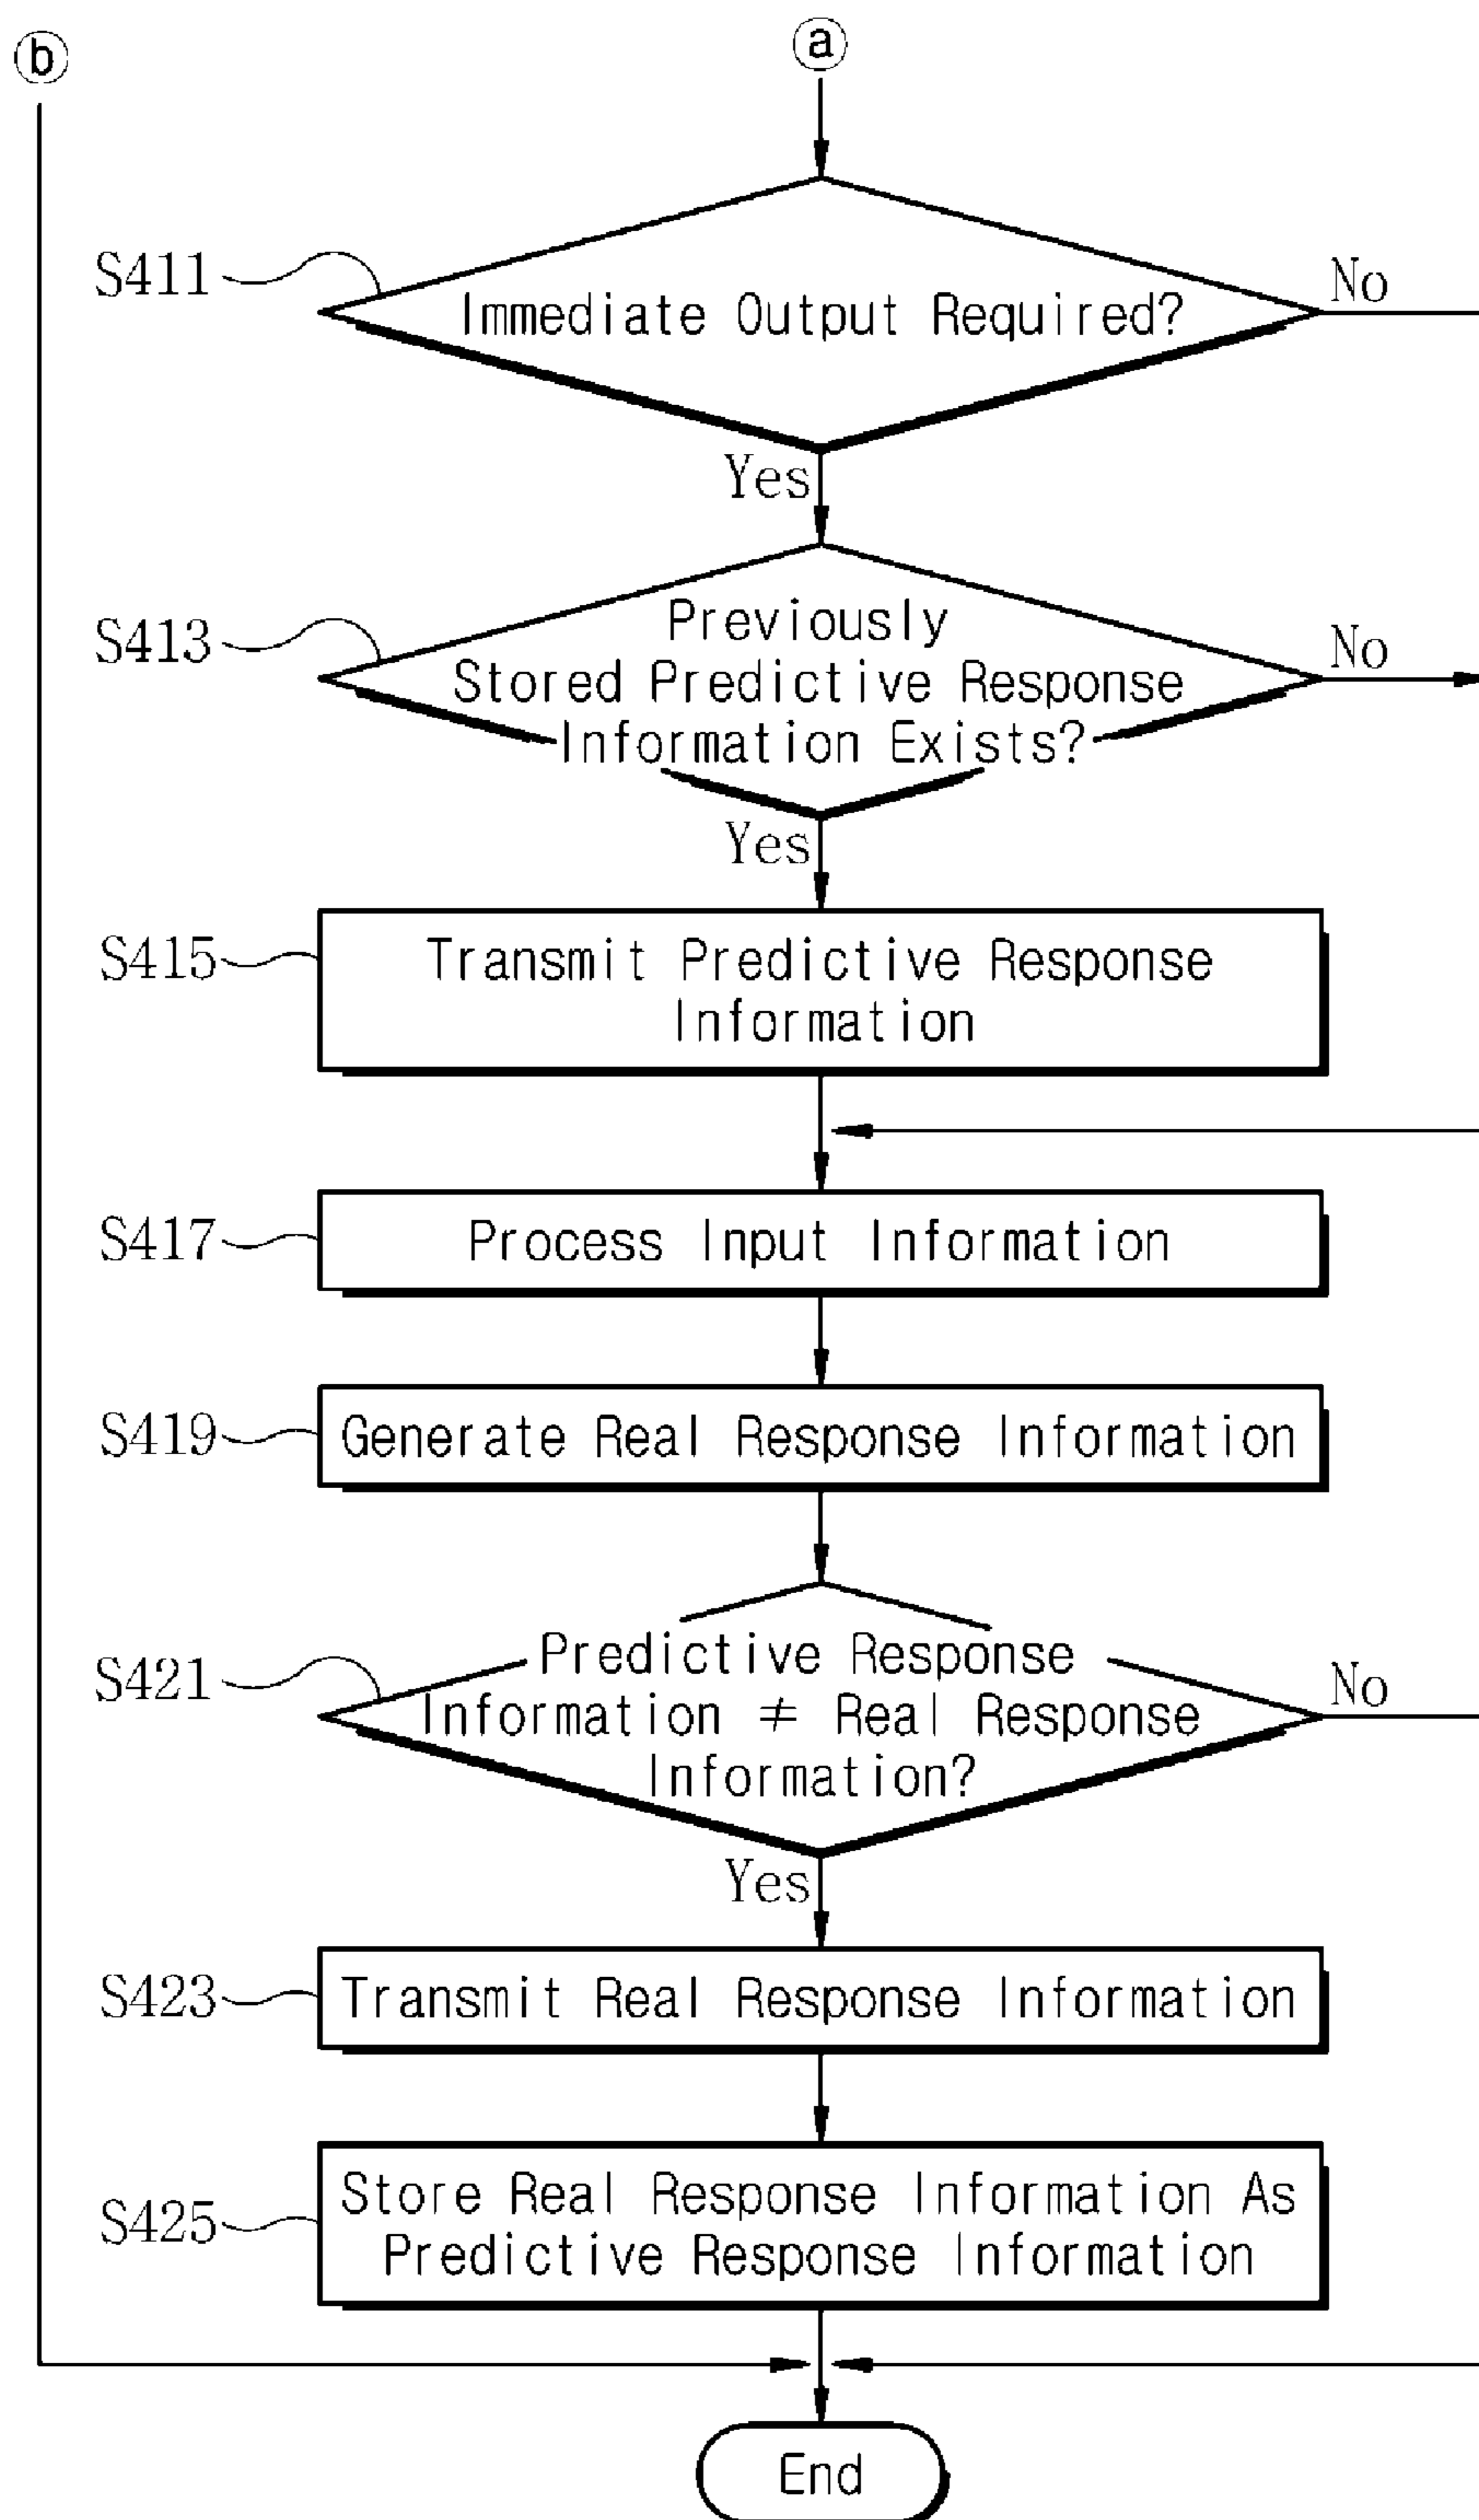 ⓑ
ⓐ
S411
Immediate Output Required?
No
Yes
S413
Previously
Stored Predictive Response
Information Exists?
No
Yes
S415
Transmit Predictive Response
Information
S417
Process Input Information
S419
Generate Real Response Information
S421
Predictive Response
Information ≠ Real Response
Information?
No
Yes
S423
Transmit Real Response Information
S425
Store Real Response Information As
Predictive Response Information
End